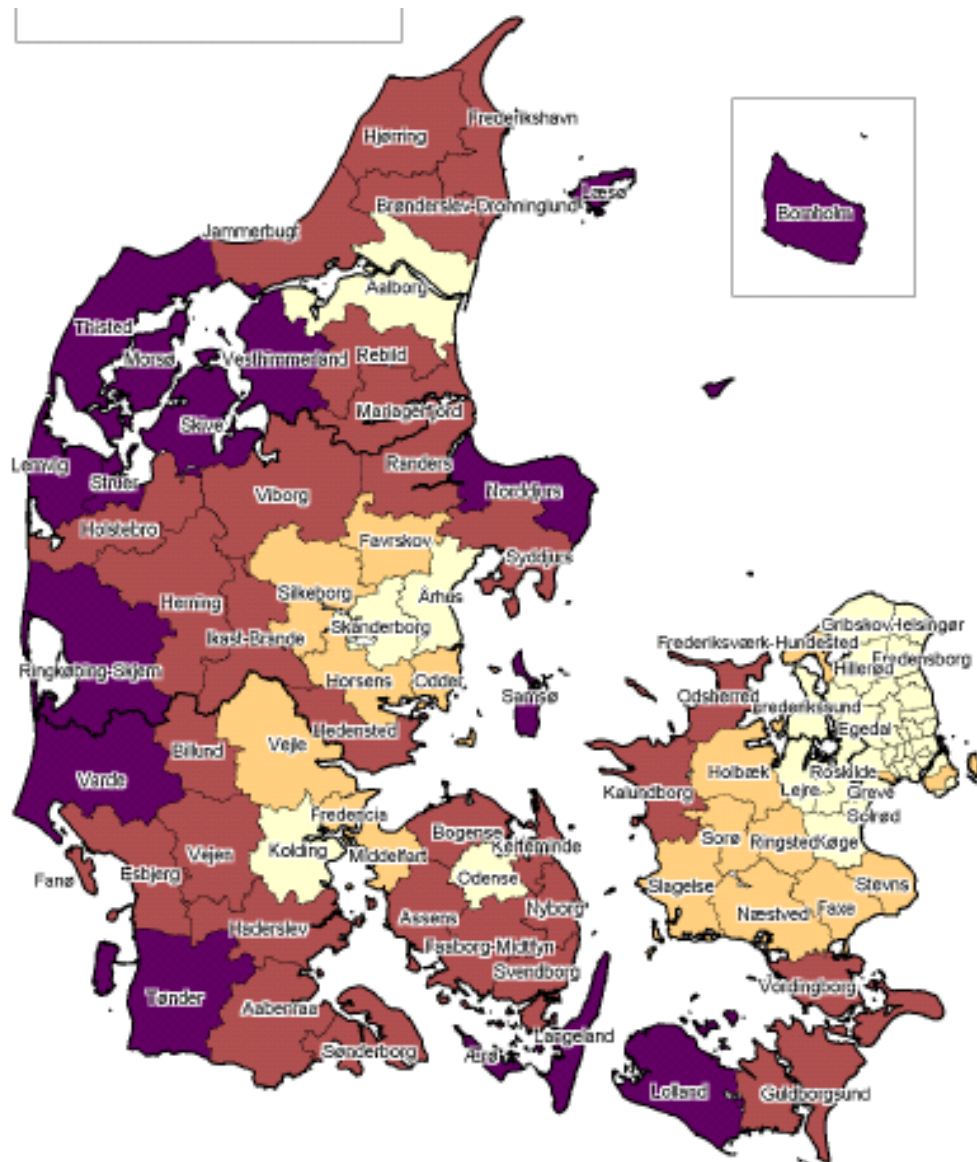 Frederikshavn
Hjørring
Læsø
Brønderslev-Dronninglund
Bornholm
Jammerbugt
Aalborg
Thisted
Morsø
Vesthimmerland
Rebild
Mariagerfjord
Skive
Lemvig
Struer
Randers
Viborg
Norddjurs
Holstebro
Favrskov
Syddjurs
Silkeborg
Århus
Herning
Skanderborg
Ikast-Brande
Gribskov
Helsingør
Frederiksværk-Hundested
Fredensborg
Hillerød
Ringkøbing-Skjern
Horsens
Odder
Samsø
Odsherred
Frederikssund
Hedensted
Egedal
Billund
Vejle
Varde
Holbæk
Roskilde
Lejre
Greve
Kalundborg
Solrød
Fredericia
Bogense
Kerteminde
Sorø
Ringsted
Køge
Vejen
Kolding
Middelfart
Odense
Esbjerg
Fanø
Slagelse
Stevns
Nyborg
Næstved
Faxe
Assens
Haderslev
Faaborg-Midtfyn
Svendborg
Vordingborg
Tønder
Aabenraa
Langeland
Sønderborg
Ærø
Lolland
Guldborgsund